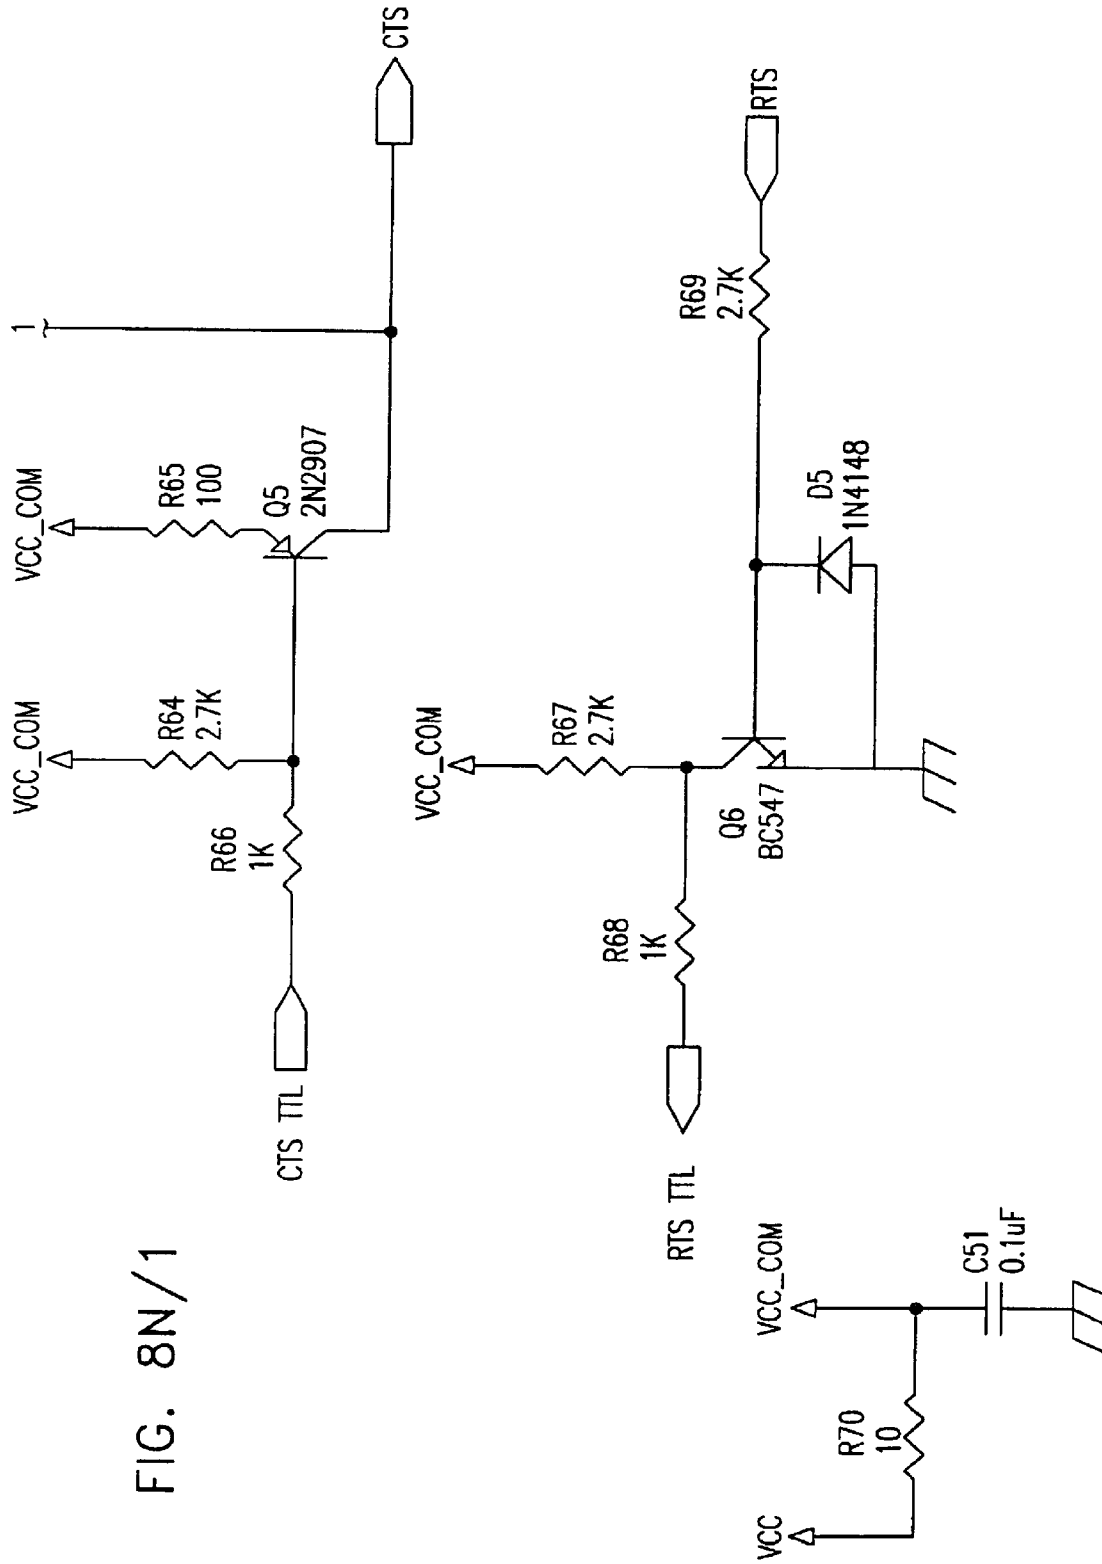 FIG. 8N/1
VCC_COM
R64
2.7K
VCC_COM
R65
100
1
R66
1K
Q5
2N2907
CTS TTL
CTS
VCC_COM
R67
2.7K
R68
1K
Q6
BC547
R69
2.7K
RTS
D5
1N4148
RTS TTL
VCC
R70
10
VCC_COM
C51
0.1uF